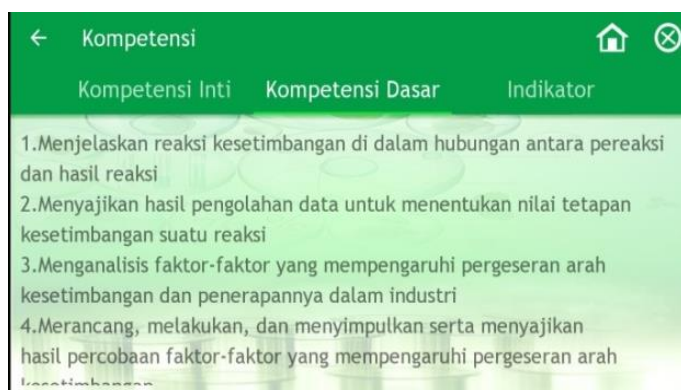 Kompetensi
Kompetensi Inti Kompetensi Dasar Indikator
1.Menjelaskan reaksi kesetimbangan di dalam hubungan antara pereaksi
dan hasil reaksi
2.Menyajikan hasil pengolahan data untuk menentukan nilai tetapan
kesetimbangan suatu reaksi
3.Menganalisis faktor-faktor yang mempengaruhi pergeseran arah
kesetimbangan dan penerapannya dalam industri
4.Merancang, melakukan, dan menyimpulkan serta menyajikan
hasil percobaan faktor-faktor yang mempengaruhi pergeseran arah
kesetimbangan